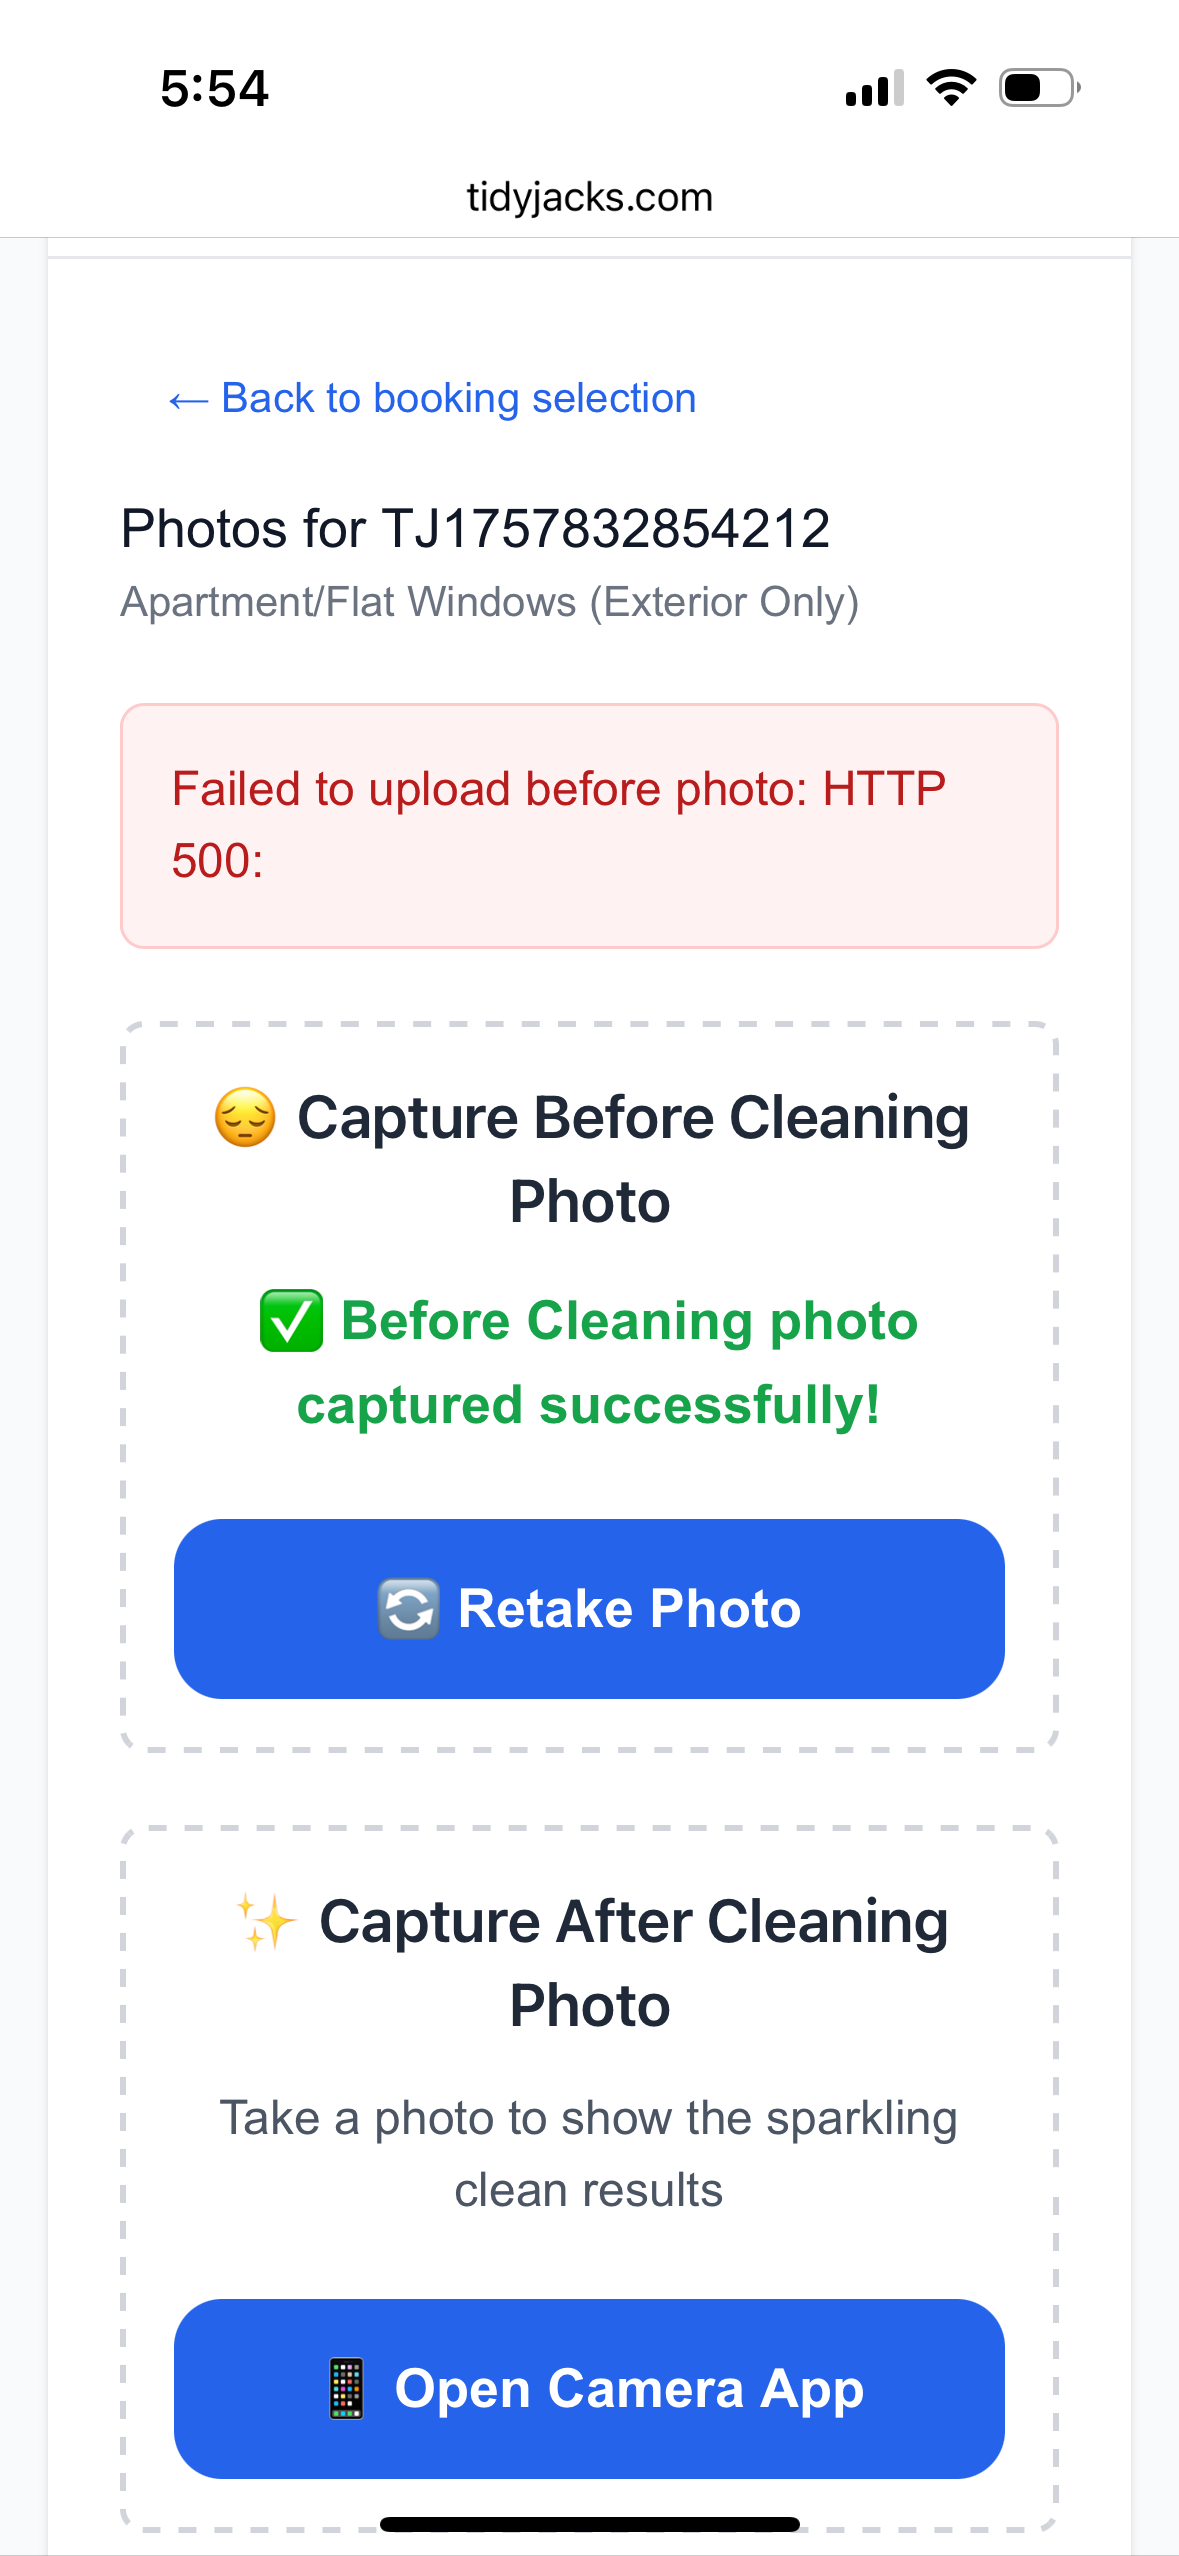 5:54
tidyjacks.com
← Back to booking selection
Photos for TJ1757832854212
Apartment/Flat Windows (Exterior Only)
Failed to upload before photo: HTTP
500:
😔 Capture Before Cleaning
Photo
✅ Before Cleaning photo
captured successfully!
🔄 Retake Photo
✨ Capture After Cleaning
Photo
Take a photo to show the sparkling
clean results
📱 Open Camera App